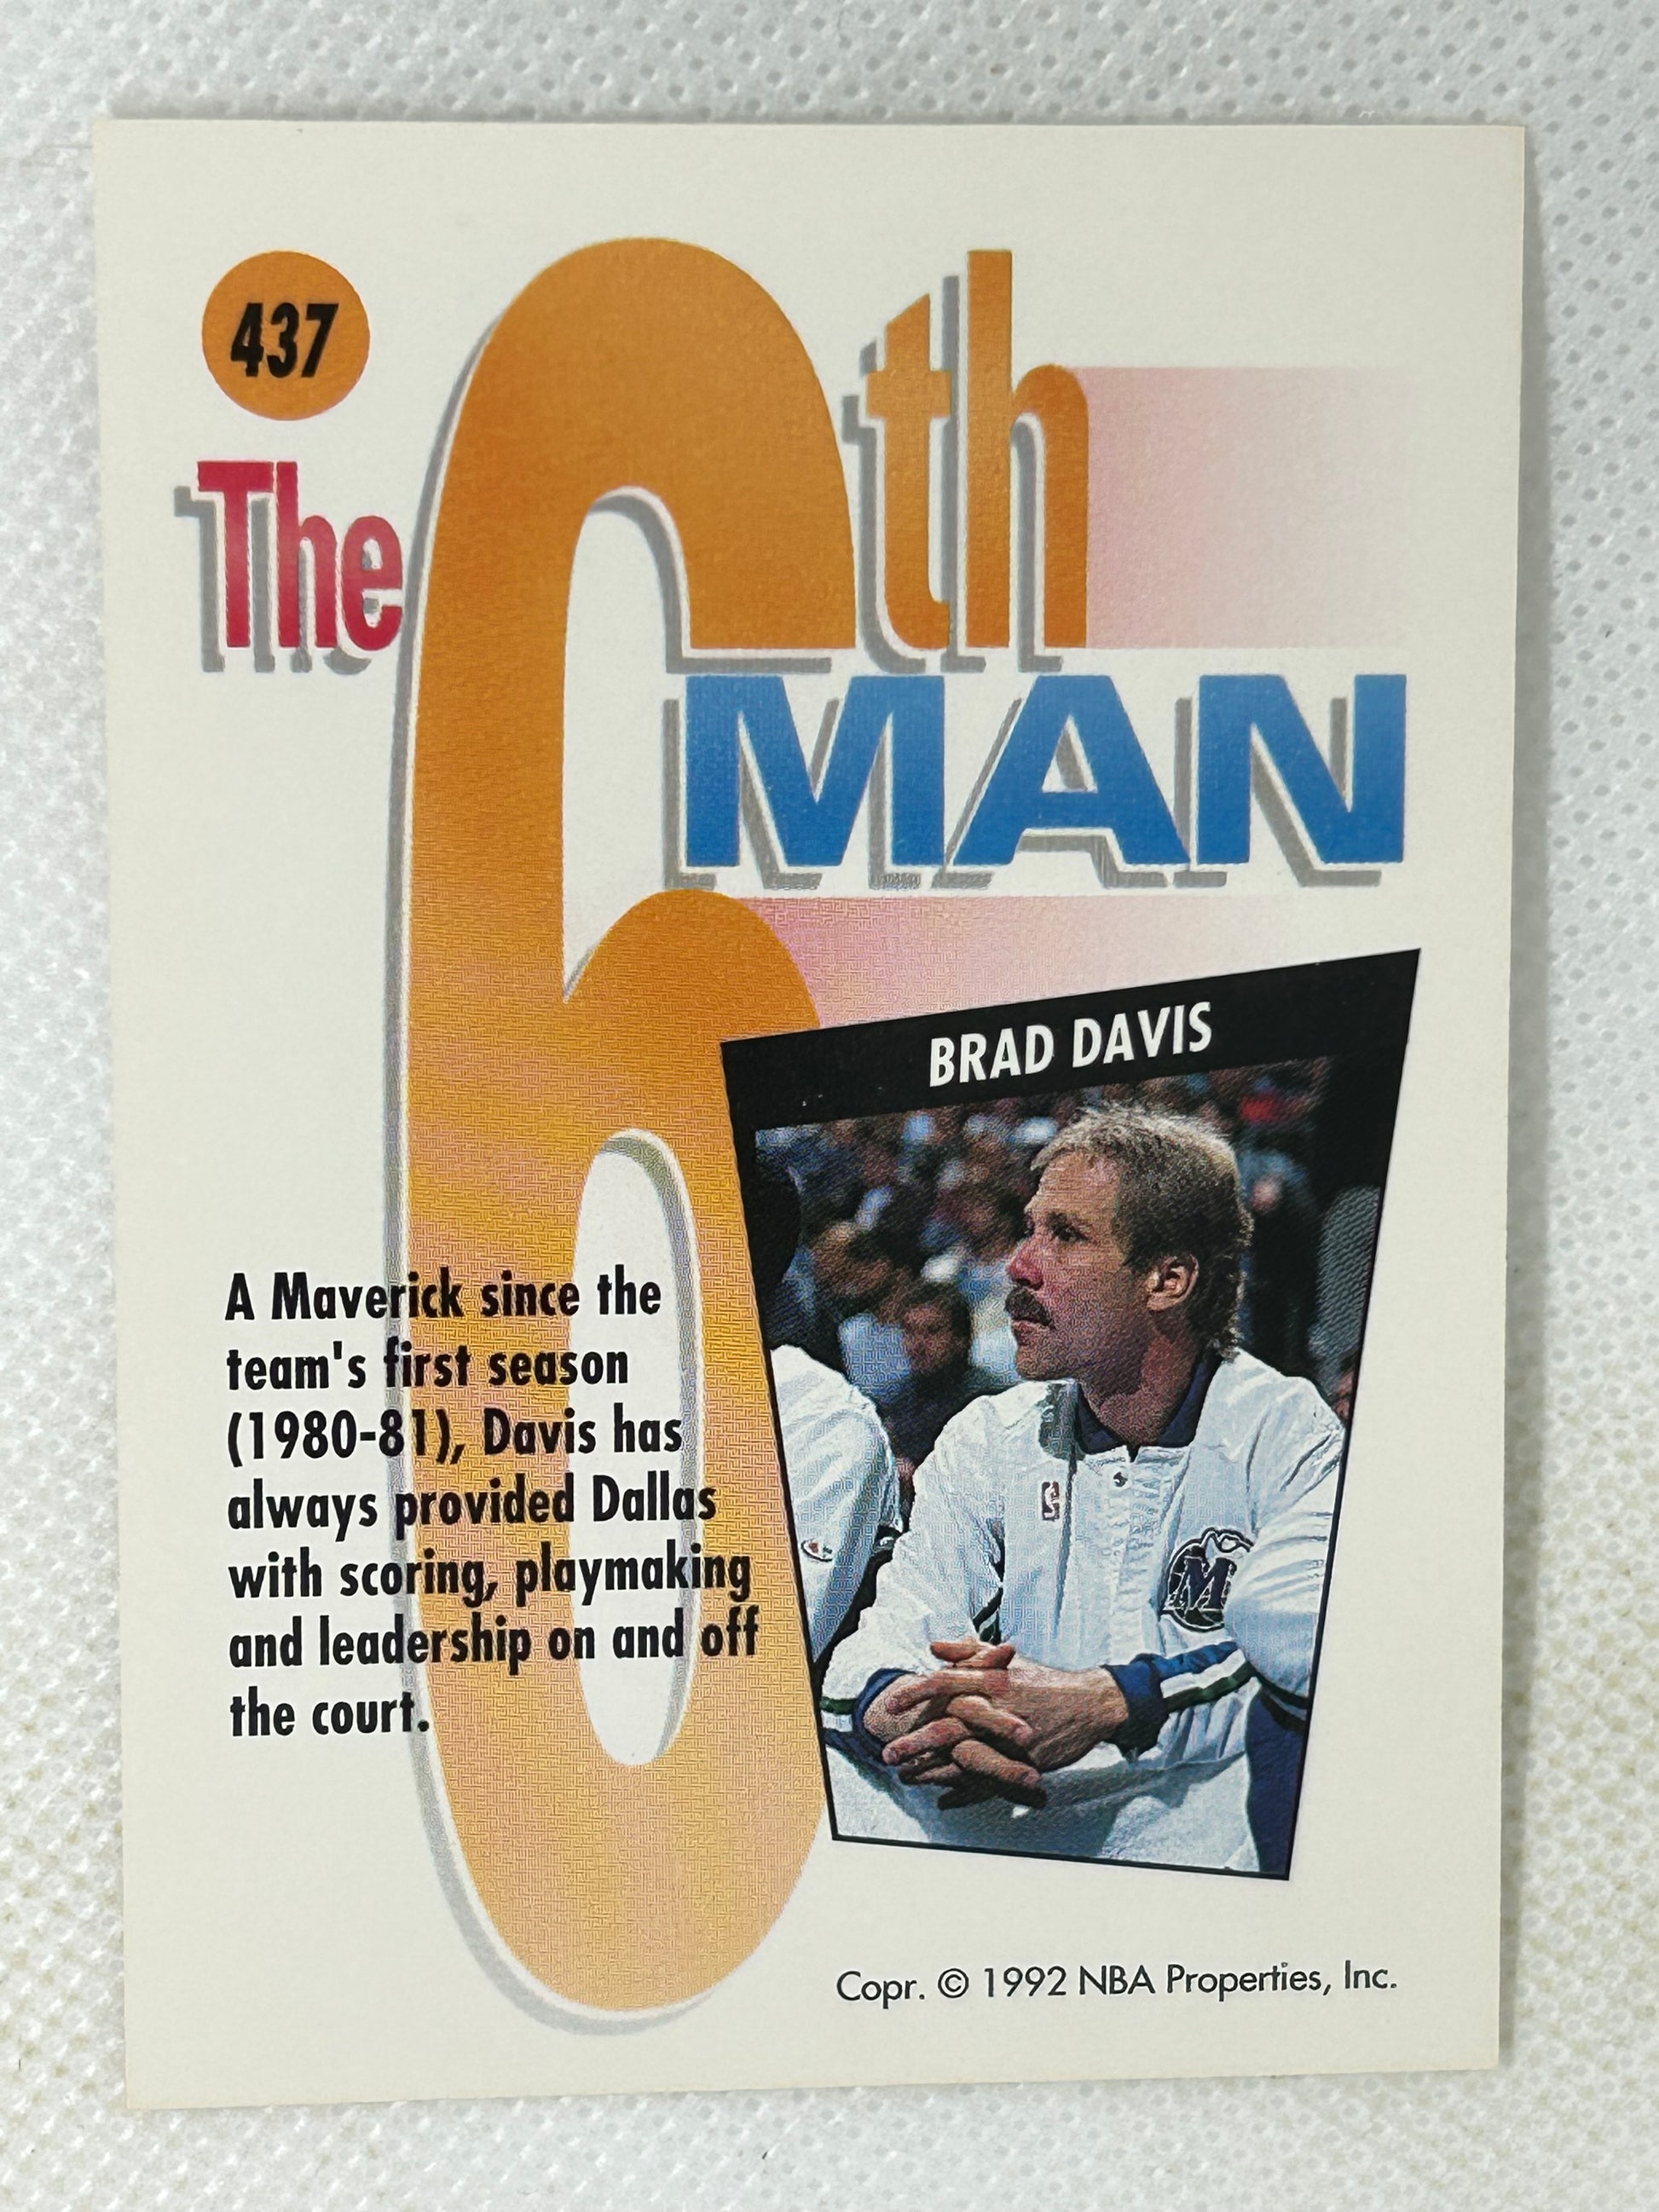 437
The 6th
MAN
BRAD DAVIS
A Maverick since the
team's first season
(1980-81), Davis has
always provided Dallas
with scoring, playmaking
and leadership on and off
the court.
M
Copr. © 1992 NBA Properties, Inc.